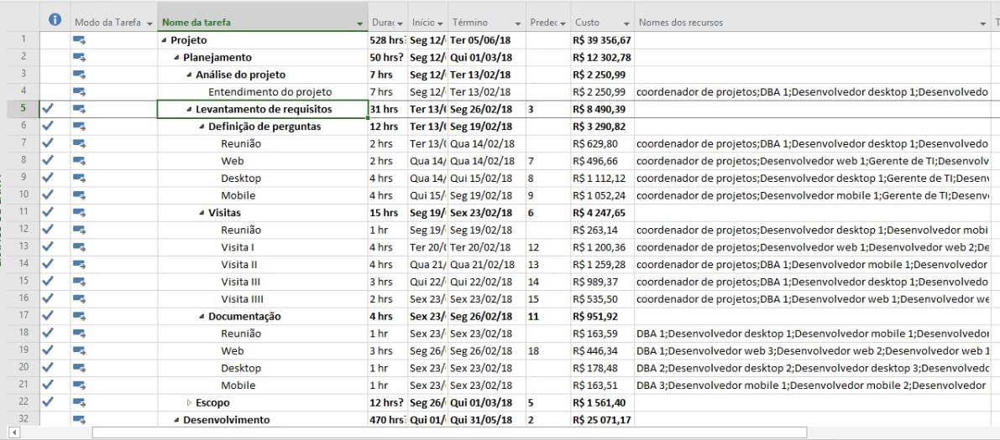 Modo da Tarefa Nome da tarefa Duraç Início Término Predec Custo Nomes dos recursos
1 Projeto 528 hrs? Seg 12/ Ter 05/06/18 R$ 39 356,67
2 Planejamento 50 hrs? Seg 12/ Qui 01/03/18 R$ 12 302,78
3 Análise do projeto 7 hrs Seg 12/ Ter 13/02/18 R$ 2 250,99
4 Entendimento do projeto 7 hrs Seg 12/ Ter 13/02/18 R$ 2 250,99 coordenador de projetos;DBA 1;Desenvolvedor desktop 1;Desenvolvedo
5 Levantamento de requisitos 31 hrs Ter 13/0 Seg 26/02/18 3 R$ 8 490,39
6 Definição de perguntas 12 hrs Ter 13/0 Seg 19/02/18 R$ 3 290,82
7 Reunião 2 hrs Ter 13/0 Qua 14/02/18 R$ 629,80 coordenador de projetos;DBA 1;Desenvolvedor desktop 1;Desenvolvedo
8 Web 2 hrs Qua 14/ Qua 14/02/18 7 R$ 496,66 coordenador de projetos;Desenvolvedor web 1;Gerente de TI;Desenvolv
9 Desktop 4 hrs Qua 14/ Qui 15/02/18 8 R$ 1 112,12 coordenador de projetos;Desenvolvedor desktop 1;Gerente de TI;Desen
10 Mobile 4 hrs Qui 15/ Seg 19/02/18 9 R$ 1 052,24 coordenador de projetos;Desenvolvedor mobile 1;Gerente de TI;Desenv
11 Visitas 15 hrs Seg 19/ Sex 23/02/18 6 R$ 4 247,65
12 Reunião 1 hr Seg 19/ Seg 19/02/18 R$ 263,14 coordenador de projetos;Desenvolvedor desktop 1;Desenvolvedor mobi
13 Visita I 4 hrs Ter 20/0 Ter 20/02/18 12 R$ 1 200,36 coordenador de projetos;Desenvolvedor web 1;Desenvolvedor web 2;De
14 Visita II 4 hrs Qua 21/ Qua 21/02/18 13 R$ 1 259,28 coordenador de projetos;Desenvolvedor mobile 1;Desenvolvedor
15 Visita III 3 hrs Qui 22/ Qui 22/02/18 14 R$ 989,37 coordenador de projetos;Desenvolvedor desktop 1;Desenvolvedor
16 Visita IIII 2 hrs Sex 23/ Sex 23/02/18 15 R$ 535,50 coordenador de projetos;DBA 1;Desenvolvedor web 1;Desenvolvedor we
17 Documentação 4 hrs Sex 23/ Seg 26/02/18 11 R$ 951,92
18 Reunião 1 hr Sex 23/ Sex 23/02/18 R$ 163,59 DBA 1;Desenvolvedor desktop 1;Desenvolvedor mobile 1;Desenvolvedor
19 Web 3 hrs Seg 26/ Seg 26/02/18 18 R$ 446,34 DBA 1;Desenvolvedor web 3;Desenvolvedor web 2;Desenvolvedor web 1
20 Desktop 1 hr Sex 23/ Sex 23/02/18 R$ 178,48 DBA 2;Desenvolvedor desktop 2;Desenvolvedor desktop 3;Desenvolvedo
21 Mobile 1 hr Sex 23/ Sex 23/02/18 R$ 163,51 DBA 3;Desenvolvedor mobile 1;Desenvolvedor mobile 2;Desenvolvedor
22 Escopo 12 hrs? Seg 26/ Qui 01/03/18 5 R$ 1 561,40
32 Desenvolvimento 470 hrs? Qui 01/ Qui 31/05/18 2 R$ 25 071,17